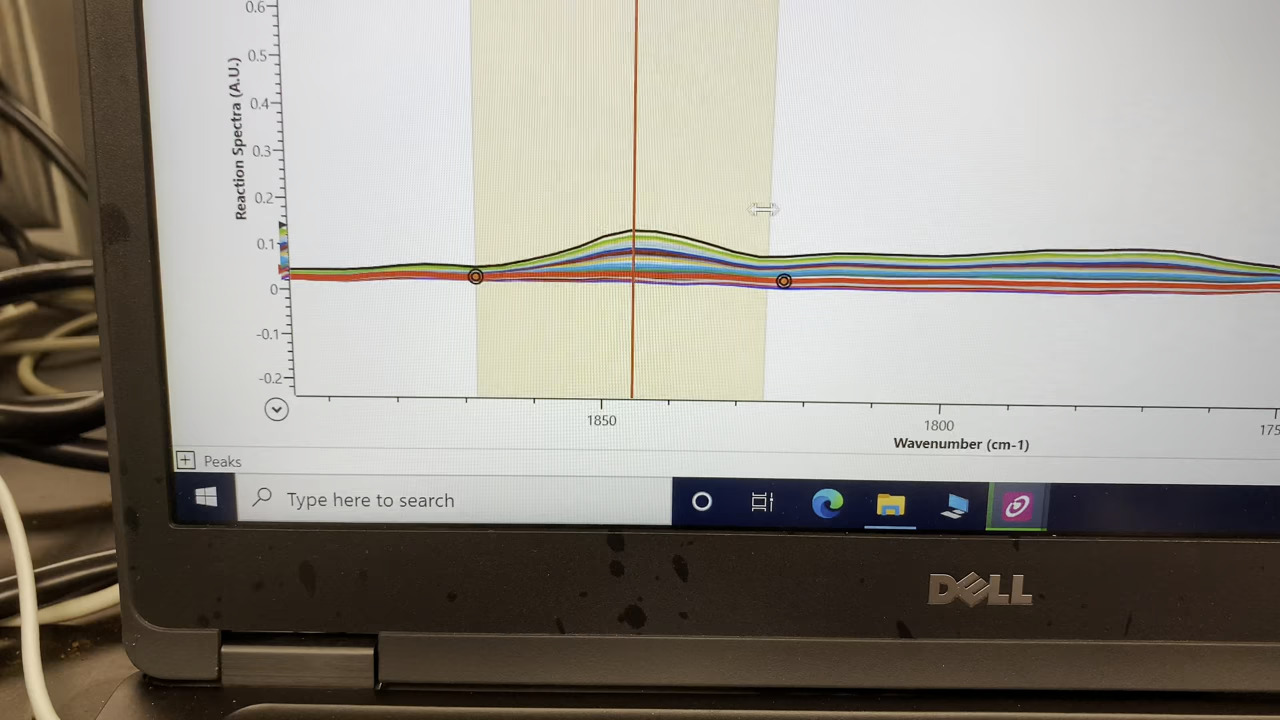 0.6
0.5
0.4
0.3
0.2
0.1
0
-0.1
-0.2
Reaction Spectra (A.U.)
1850
1800
Wavenumber (cm-1)
Peaks
Type here to search
DELL